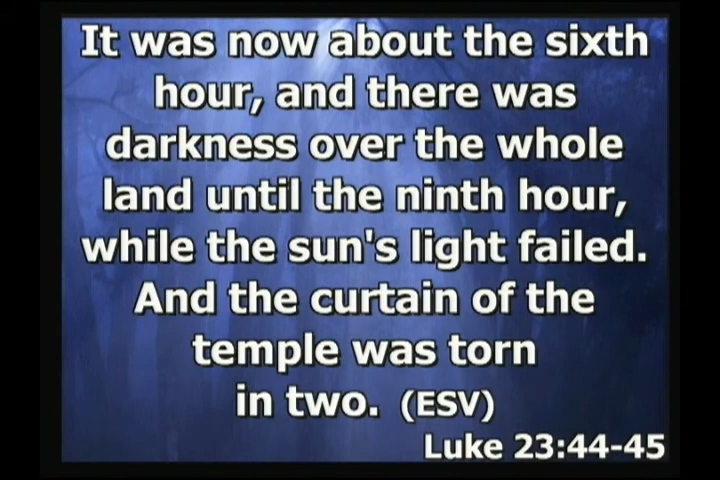 It was now about the sixth
hour, and there was
darkness over the whole
land until the ninth hour,
while the sun's light failed.
And the curtain of the
temple was torn
in two. (ESV)
Luke 23:44-45